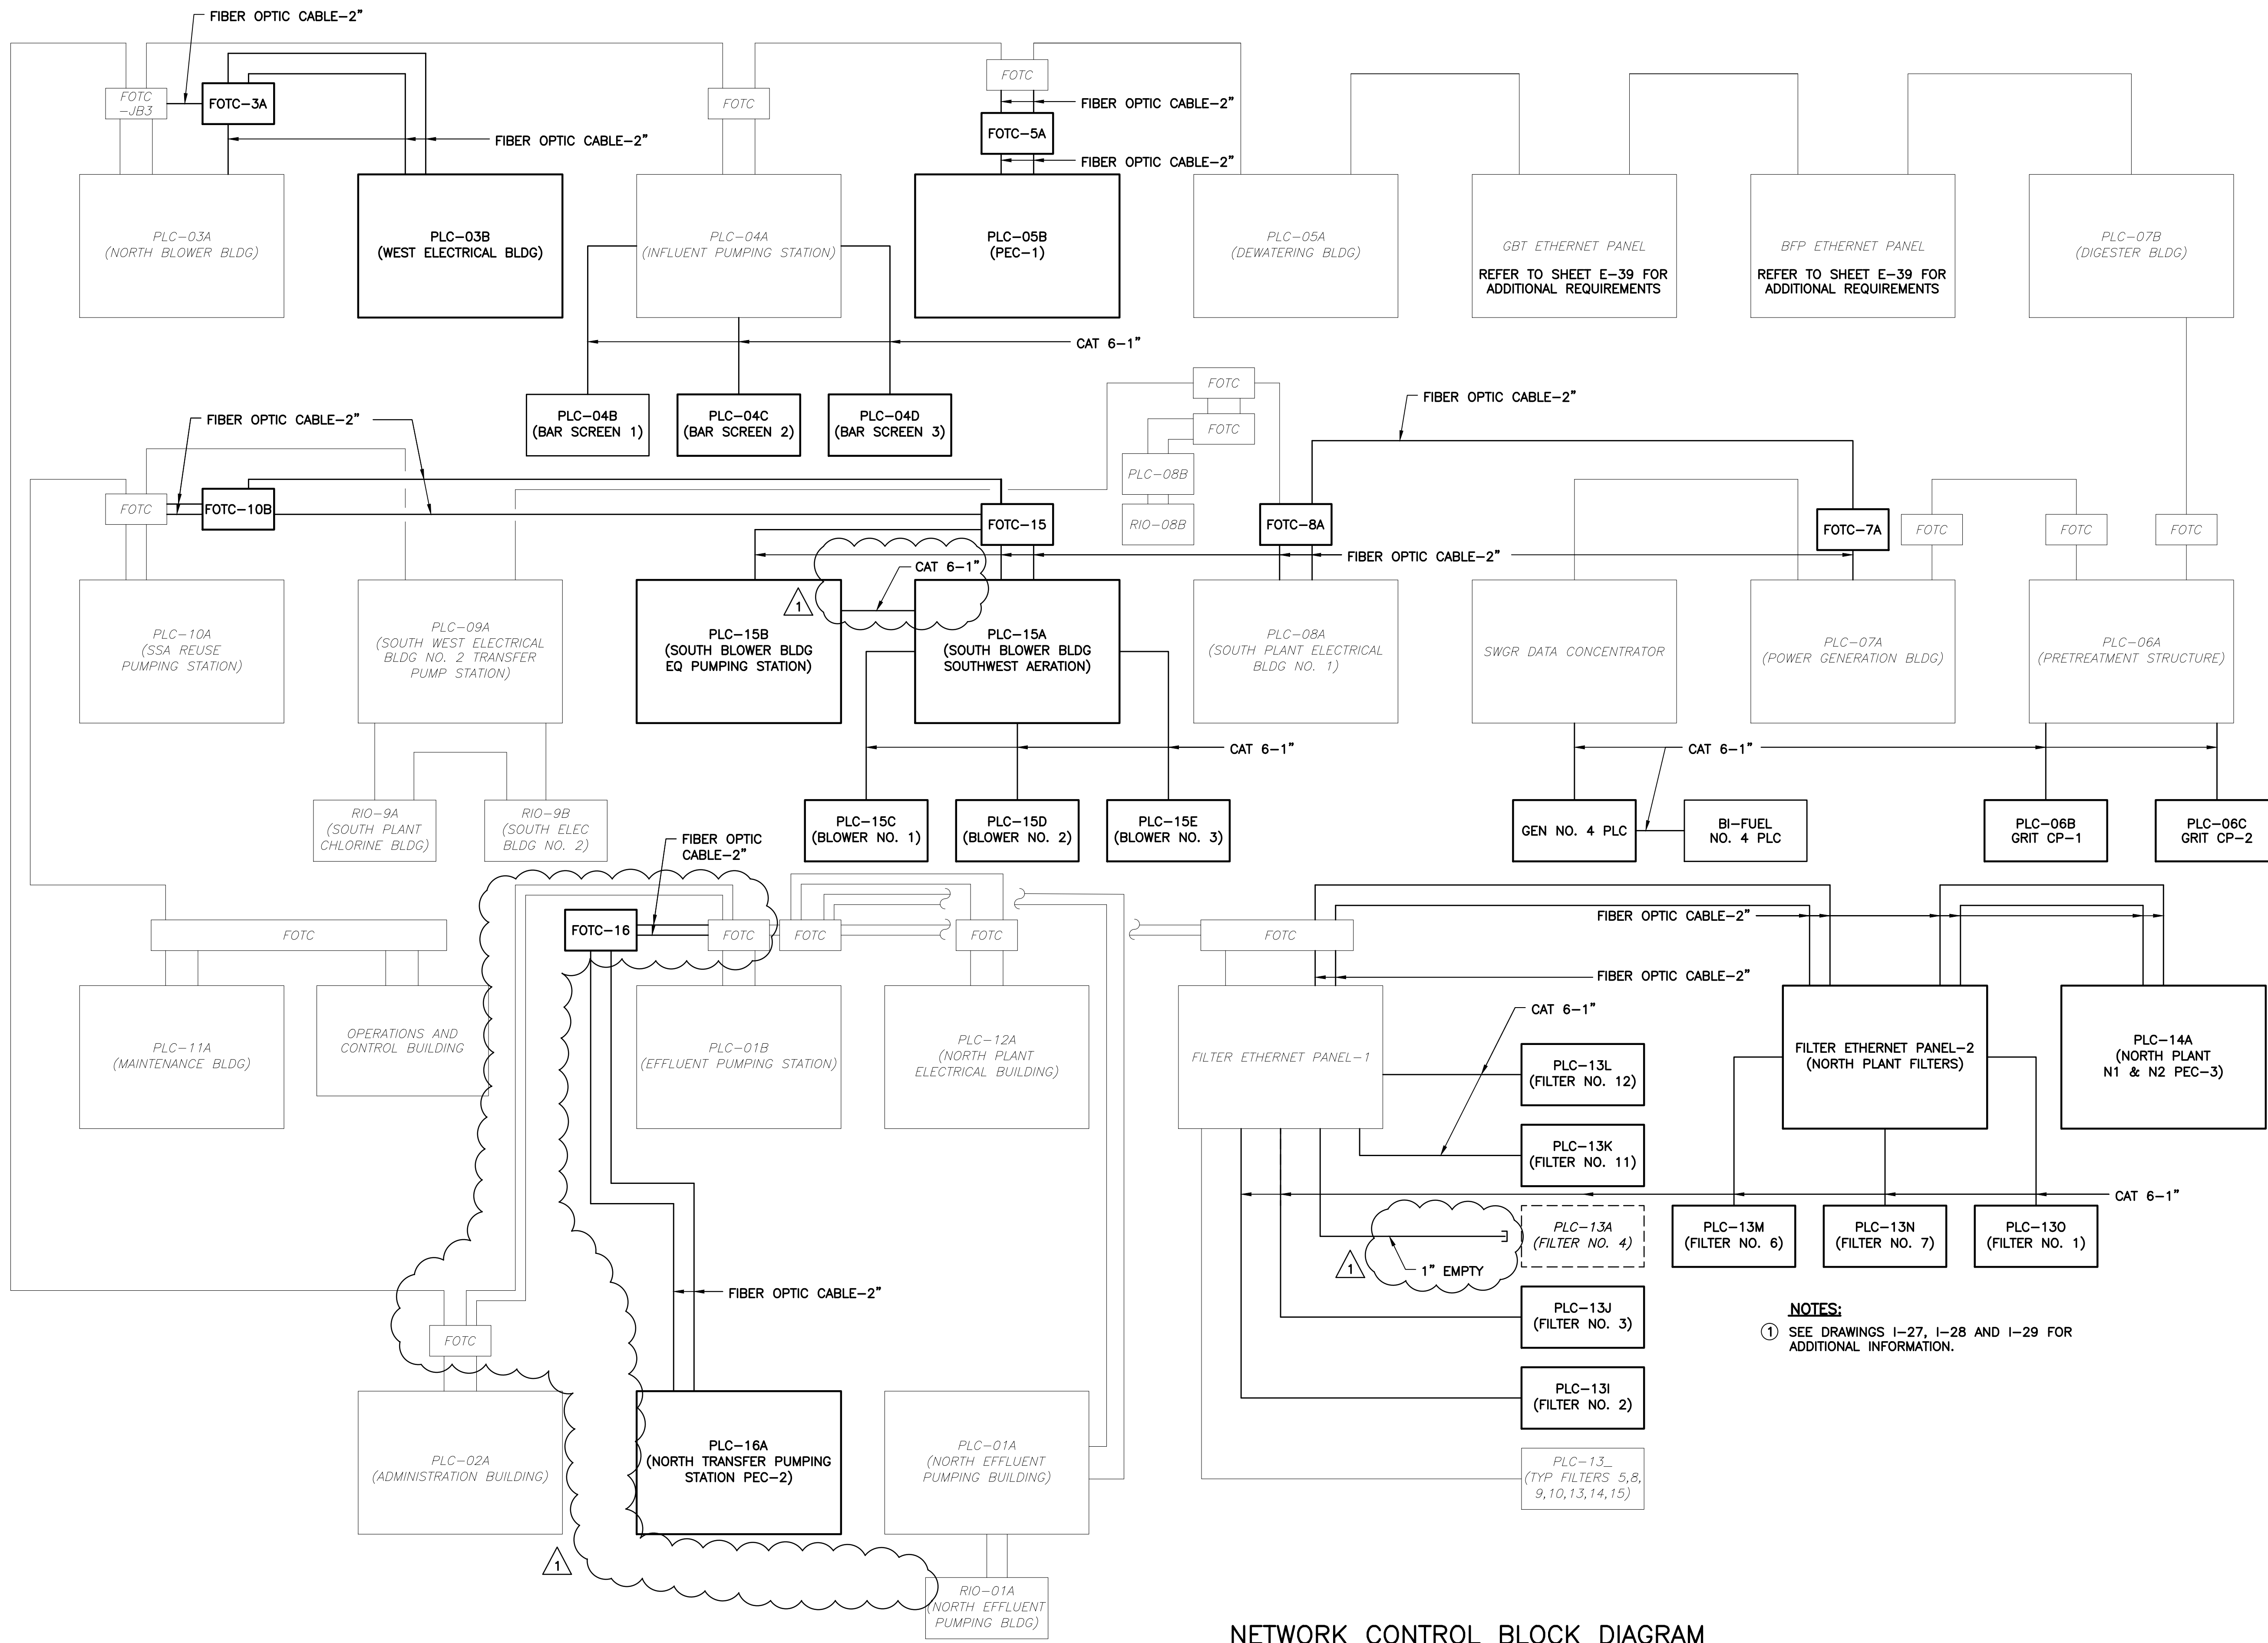 FIBER OPTIC CABLE–2”
FOTC
–JB3
FOTC–3A
FOTC
FOTC
FIBER OPTIC CABLE–2”
FOTC–5A
FIBER OPTIC CABLE–2”
FIBER OPTIC CABLE–2”
PLC–03A
(NORTH BLOWER BLDG)
PLC–03B
(WEST ELECTRICAL BLDG)
PLC–04A
(INFLUENT PUMPING STATION)
PLC–05B
(PEC–1)
PLC–05A
(DEWATERING BLDG)
GBT ETHERNET PANEL
REFER TO SHEET E–39 FOR
ADDITIONAL REQUIREMENTS
BFP ETHERNET PANEL
REFER TO SHEET E–39 FOR
ADDITIONAL REQUIREMENTS
PLC–07B
(DIGESTER BLDG)
CAT 6–1”
PLC–04B
(BAR SCREEN 1)
PLC–04C
(BAR SCREEN 2)
PLC–04D
(BAR SCREEN 3)
FOTC
FOTC
PLC–08B
RIO–08B
FIBER OPTIC CABLE–2”
FIBER OPTIC CABLE–2”
FOTC
FOTC–10B
FOTC–15
FOTC–8A
FOTC–7A
FOTC
FOTC
FOTC
FIBER OPTIC CABLE–2”
CAT 6–1”
1
PLC–10A
(SSA REUSE
PUMPING STATION)
PLC–09A
(SOUTH WEST ELECTRICAL
BLDG NO. 2 TRANSFER
PUMP STATION)
PLC–15B
(SOUTH BLOWER BLDG
EQ PUMPING STATION)
PLC–15A
(SOUTH BLOWER BLDG
SOUTHWEST AERATION)
PLC–08A
(SOUTH PLANT ELECTRICAL
BLDG NO. 1)
SWGR DATA CONCENTRATOR
PLC–07A
(POWER GENERATION BLDG)
PLC–06A
(PRETREATMENT STRUCTURE)
CAT 6–1”
CAT 6–1”
RIO–9A
(SOUTH PLANT
CHLORINE BLDG)
RIO–9B
(SOUTH ELEC
BLDG NO. 2)
PLC–15C
(BLOWER NO. 1)
PLC–15D
(BLOWER NO. 2)
PLC–15E
(BLOWER NO. 3)
GEN NO. 4 PLC
BI–FUEL
NO. 4 PLC
PLC–06B
GRIT CP–1
PLC–06C
GRIT CP–2
FIBER OPTIC
CABLE–2”
FOTC
FOTC–16
FOTC
FOTC
FOTC
FOTC
FIBER OPTIC CABLE–2”
FIBER OPTIC CABLE–2”
PLC–11A
(MAINTENANCE BLDG)
OPERATIONS AND
CONTROL BUILDING
PLC–01B
(EFFLUENT PUMPING STATION)
PLC–12A
(NORTH PLANT
ELECTRICAL BUILDING)
FILTER ETHERNET PANEL–1
CAT 6–1”
PLC–13L
(FILTER NO. 12)
FILTER ETHERNET PANEL–2
(NORTH PLANT FILTERS)
PLC–14A
(NORTH PLANT
N1 & N2 PEC–3)
PLC–13K
(FILTER NO. 11)
CAT 6–1”
PLC–13A
(FILTER NO. 4)
1” EMPTY
1
PLC–13M
(FILTER NO. 6)
PLC–13N
(FILTER NO. 7)
PLC–13O
(FILTER NO. 1)
FIBER OPTIC CABLE–2”
PLC–13J
(FILTER NO. 3)
NOTES:
1 SEE DRAWINGS I–27, I–28 AND I–29 FOR
ADDITIONAL INFORMATION.
FOTC
PLC–13I
(FILTER NO. 2)
PLC–02A
(ADMINISTRATION BUILDING)
PLC–16A
(NORTH TRANSFER PUMPING
STATION PEC–2)
PLC–01A
(NORTH EFFLUENT
PUMPING BUILDING)
PLC–13_
(TYP FILTERS 5,8,
9,10,13,14,15)
1
RIO–01A
(NORTH EFFLUENT
PUMPING BLDG)
NETWORK CONTROL BLOCK DIAGRAM